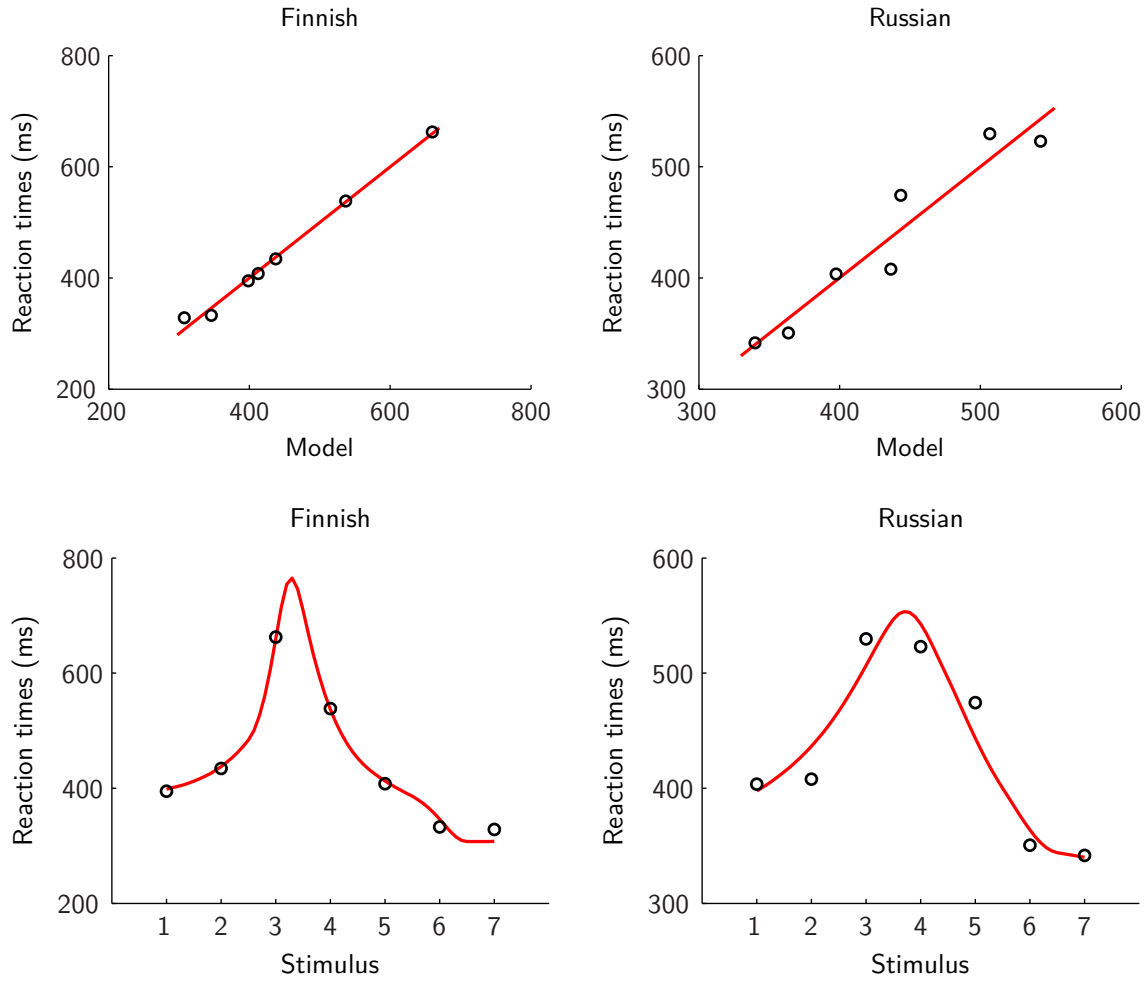 Finnish
800
600
400
200
Reaction times (ms)
200 400 600 800
Model
Russian
600
500
400
300
Reaction times (ms)
300 400 500 600
Model
Finnish
800
600
400
200
Reaction times (ms)
1 2 3 4 5 6 7
Stimulus
Russian
600
500
400
300
Reaction times (ms)
1 2 3 4 5 6 7
Stimulus